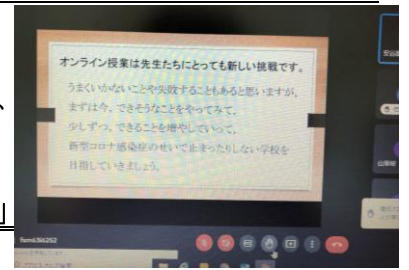 オンライン授業は先生たちにとっても新しい挑戦です。
うまくいかないことや失敗することもあると思いますが、
まずは今、できそうなことをやってみて、
少しずつ、できることを増やしていって、
新型コロナ感染症のせいで止まったりしない学校を
目指していきましょう。
、
」